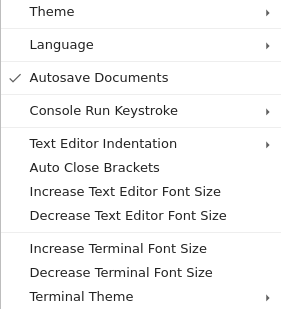 Theme
Language
Autosave Documents
Console Run Keystroke
Text Editor Indentation
Auto Close Brackets
Increase Text Editor Font Size
Decrease Text Editor Font Size
Increase Terminal Font Size
Decrease Terminal Font Size
Terminal Theme